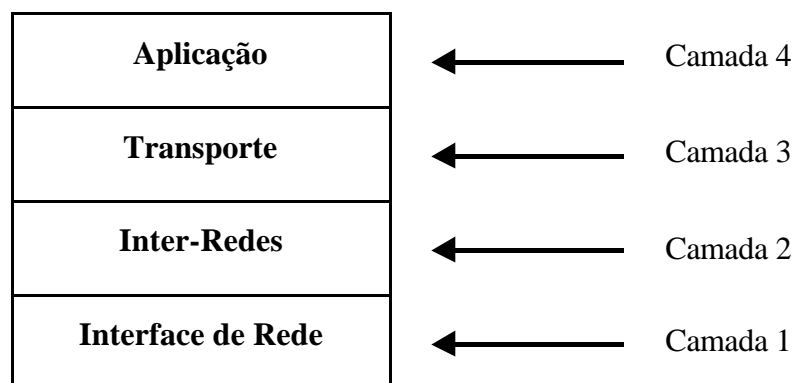 Aplicação Camada 4
Transporte Camada 3
Inter-Redes Camada 2
Interface de Rede Camada 1